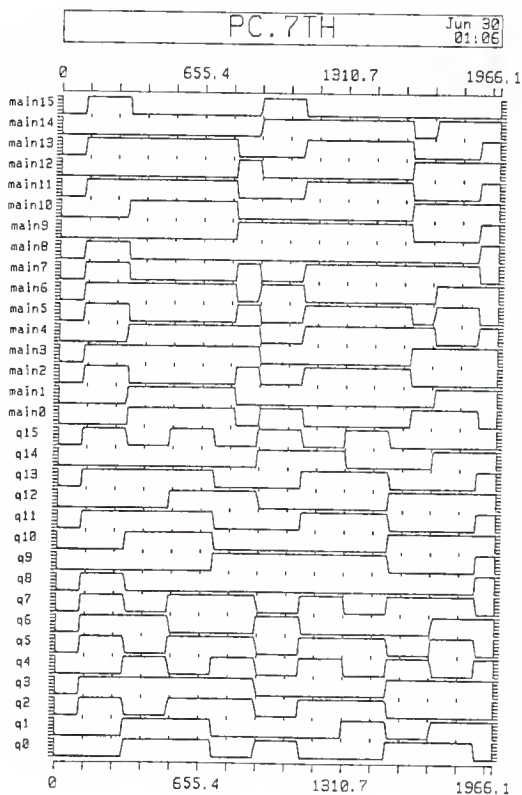 PC.7TH
Jun 30
01:06
0 655.4 1310.7 1966.1
main15
main14
main13
main12
main11
main10
main9
main8
main7
main6
main5
main4
main3
main2
main1
main0
q15
q14
q13
q12
q11
q10
q9
q8
q7
q6
q5
q4
q3
q2
q1
q0
0 655.4 1310.7 1966.1